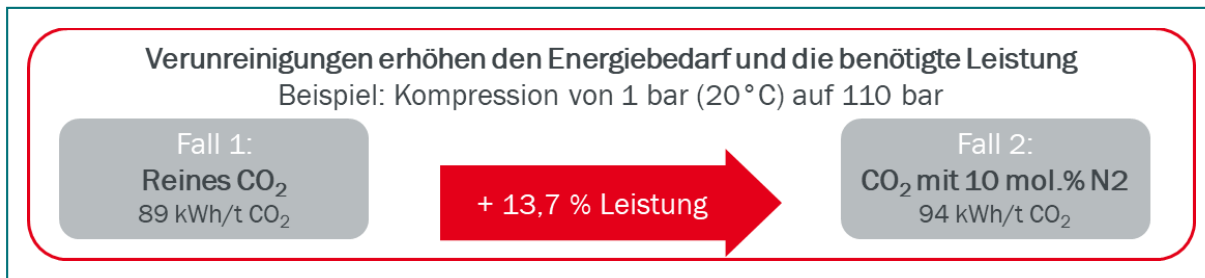 Verunreinigungen erhöhen den Energiebedarf und die benötigte Leistung
Beispiel: Kompression von 1 bar (20°C) auf 110 bar
Fall 1:
Reines CO₂
89 kWh/t CO₂
+ 13,7 % Leistung
Fall 2:
CO₂ mit 10 mol.% N2
94 kWh/t CO₂